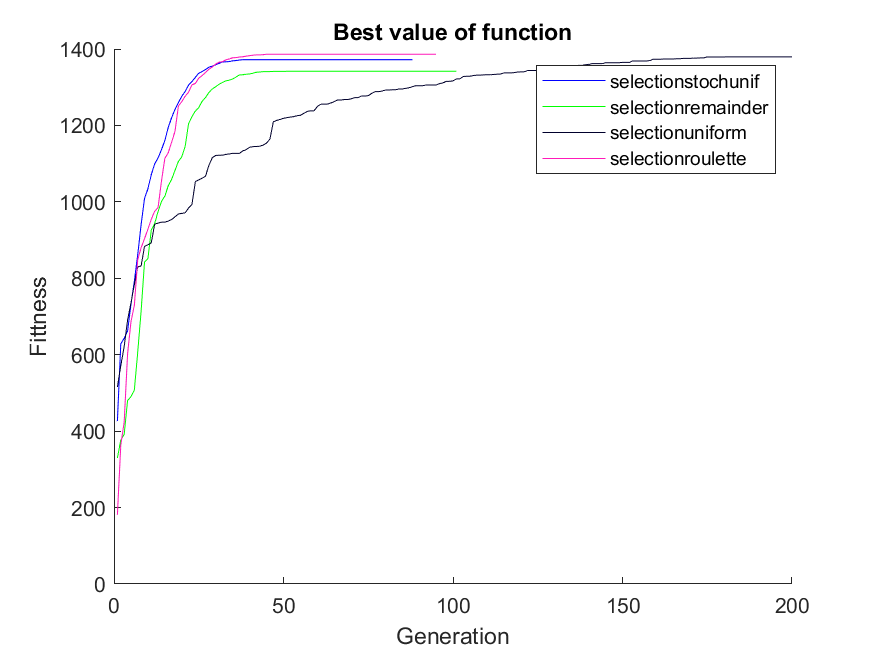 Best value of function
1400
1200
1000
800
600
400
200
0
Fittness
selectionstochunif
selectionremainder
selectionuniform
selectionroulette
0 50 100 150 200
Generation